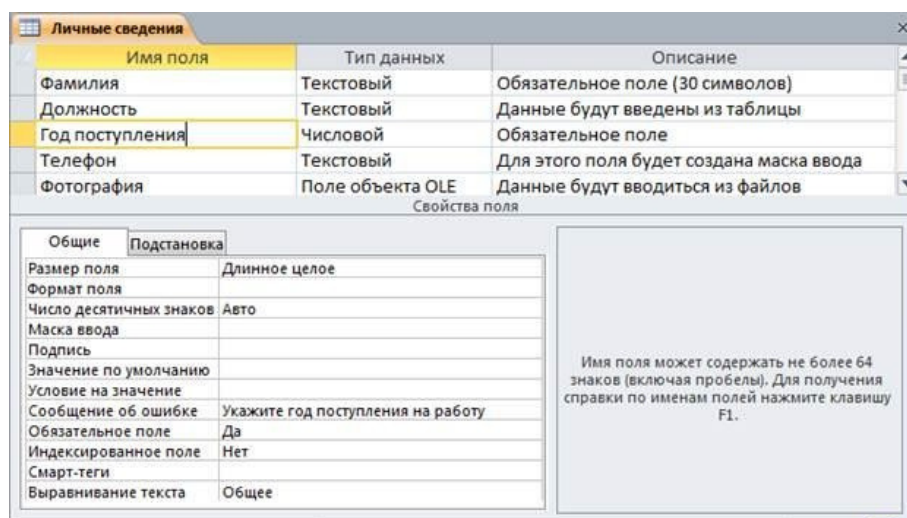 Личные сведения
Имя поля Тип данных Описание
Фамилия Текстовый Обязательное поле (30 символов)
Должность Текстовый Данные будут введены из таблицы
Год поступления Числовой Обязательное поле
Телефон Текстовый Для этого поля будет создана маска ввода
Фотография Поле объекта OLE Данные будут вводиться из файлов
Свойства поля
Общие Подстановка
Размер поля Длинное целое
Формат поля
Число десятичных знаков Авто
Маска ввода
Подпись
Значение по умолчанию
Условие на значение
Сообщение об ошибке Укажите год поступления на работу
Обязательное поле Да
Индексированное поле Нет
Смарт-теги
Выравнивание текста Общее
Имя поля может содержать не более 64
знаков (включая пробелы). Для получения
справки по именам полей нажмите клавишу
F1.